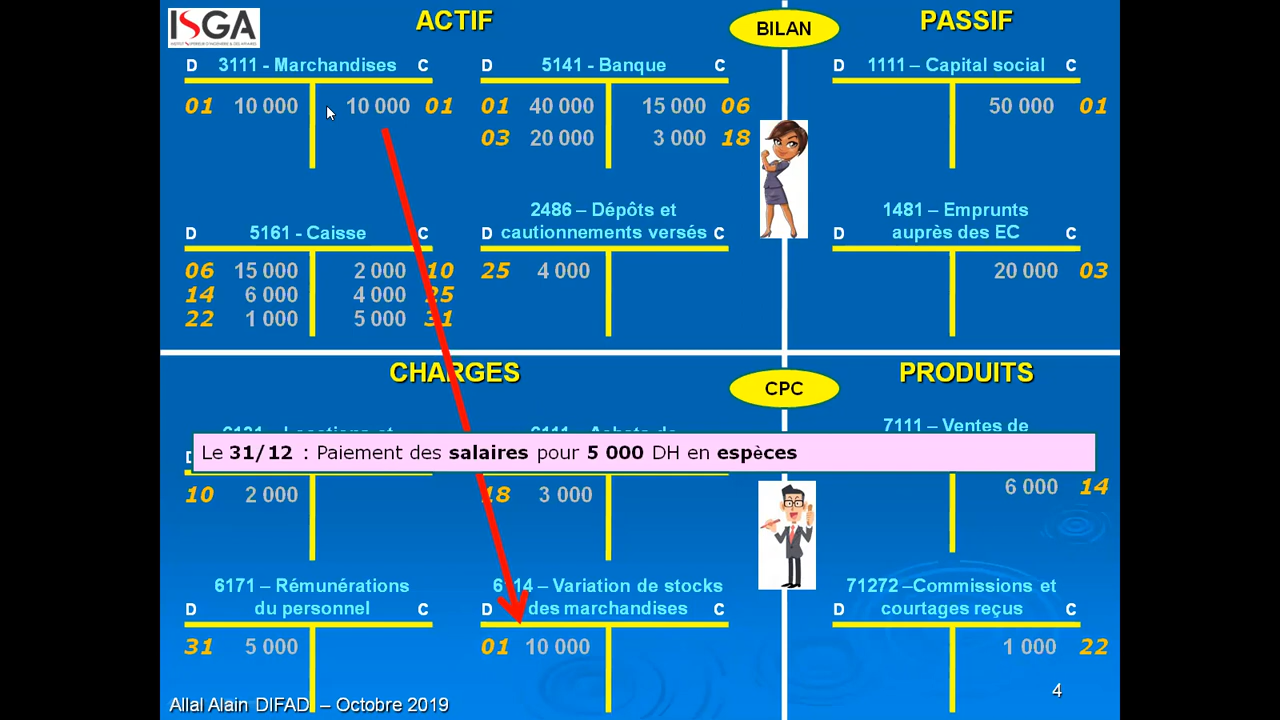 ISGA
ACTIF
BILAN
PASSIF
D 3111 - Marchandises C
D 5141 - Banque C
D 1111 – Capital social C
01 10 000 10 000 01
01 40 000 15 000 06
50 000 01
03 20 000 3 000 18
2486 – Dépôts et
1481 – Emprunts
D 5161 - Caisse C
D cautionnements versés C
D auprès des EC C
06 15 000 2 000 10
25 4 000
20 000 03
14 6 000 4 000 25
22 1 000 5 000 31
CHARGES
CPC
PRODUITS
7111 – Ventes de
Le 31/12 : Paiement des salaires pour 5 000 DH en espèces
10 2 000
18 3 000
6 000 14
6171 – Rémunérations
– Variation de stocks
71272 –Commissions et
D du personnel C
D des marchandises C
D courtages reçus C
31 5 000
01 10 000
1 000 22
4
Allal Alain DIFADI – Octobre 2019